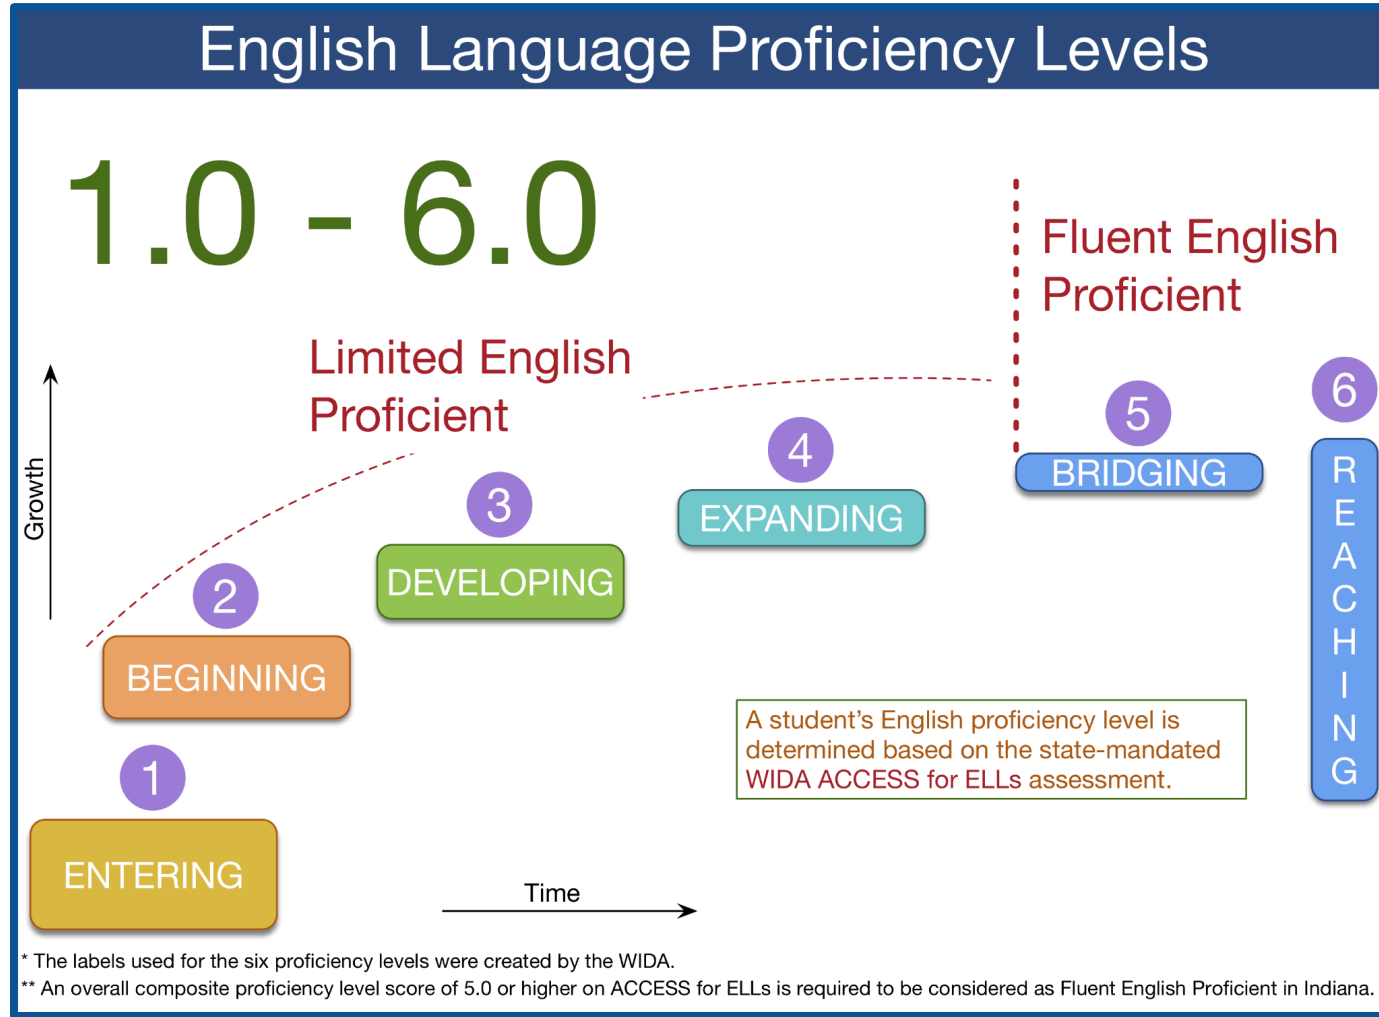 English Language Proficiency Levels
1.0 - 6.0
Fluent English
Proficient
Limited English
Proficient
Growth
1
ENTERING
2
BEGINNING
3
DEVELOPING
4
EXPANDING
5
BRIDGING
6
REACHING
A student’s English proficiency level is
determined based on the state-mandated
WIDA ACCESS for ELLs assessment.
Time
* The labels used for the six proficiency levels were created by the WIDA.
** An overall composite proficiency level score of 5.0 or higher on ACCESS for ELLs is required to be considered as Fluent English Proficient in Indiana.